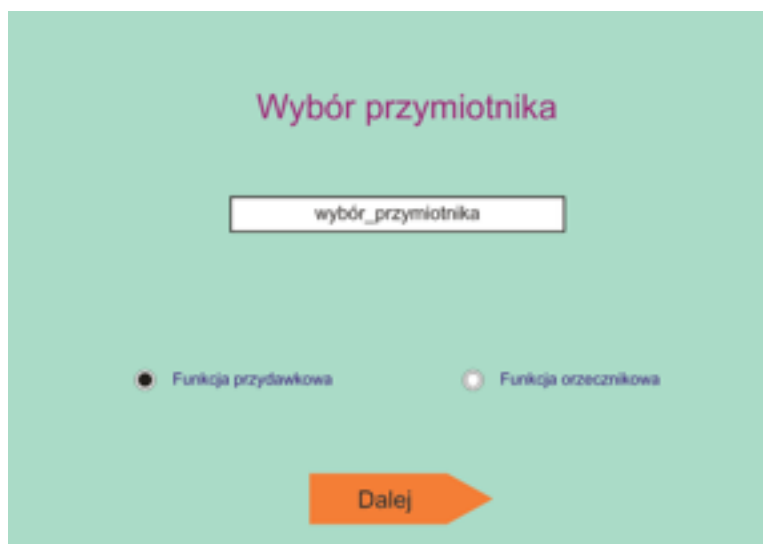 Wybór przymiotnika
wybór_przymiotnika
Funkcja przydawkowa
Funkcja orzecznikowa
Dalej